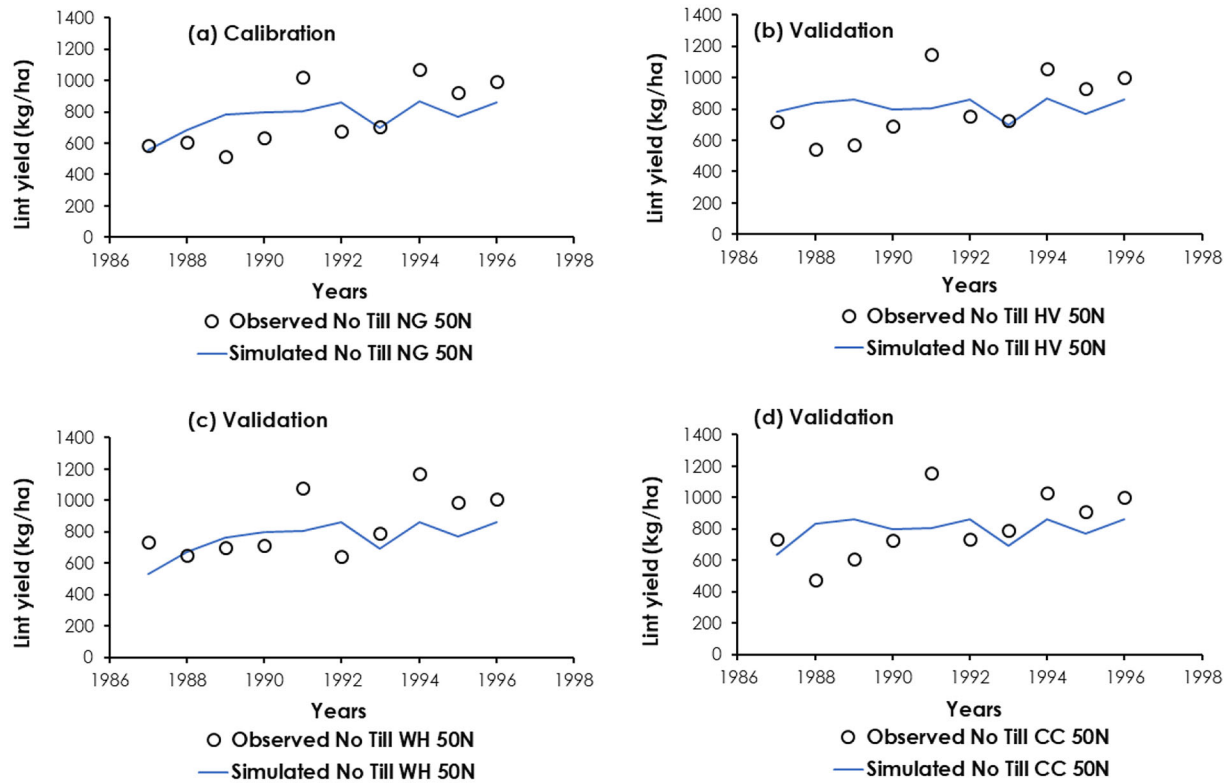 (a) Calibration
Lint yield (kg/ha)
1400
1200
1000
800
600
400
200
0
1986 1988 1990 1992 1994 1996 1998
Years
Observed No Till NG 50N
Simulated No Till NG 50N
(b) Validation
Lint yield (kg/ha)
1400
1200
1000
800
600
400
200
0
1986 1988 1990 1992 1994 1996 1998
Years
Observed No Till HV 50N
Simulated No Till HV 50N
(c) Validation
Lint yield (kg/ha)
1400
1200
1000
800
600
400
200
0
1986 1988 1990 1992 1994 1996 1998
Years
Observed No Till WH 50N
Simulated No Till WH 50N
(d) Validation
Lint yield (kg/ha)
1400
1200
1000
800
600
400
200
0
1986 1988 1990 1992 1994 1996 1998
Years
Observed No Till CC 50N
Simulated No Till CC 50N